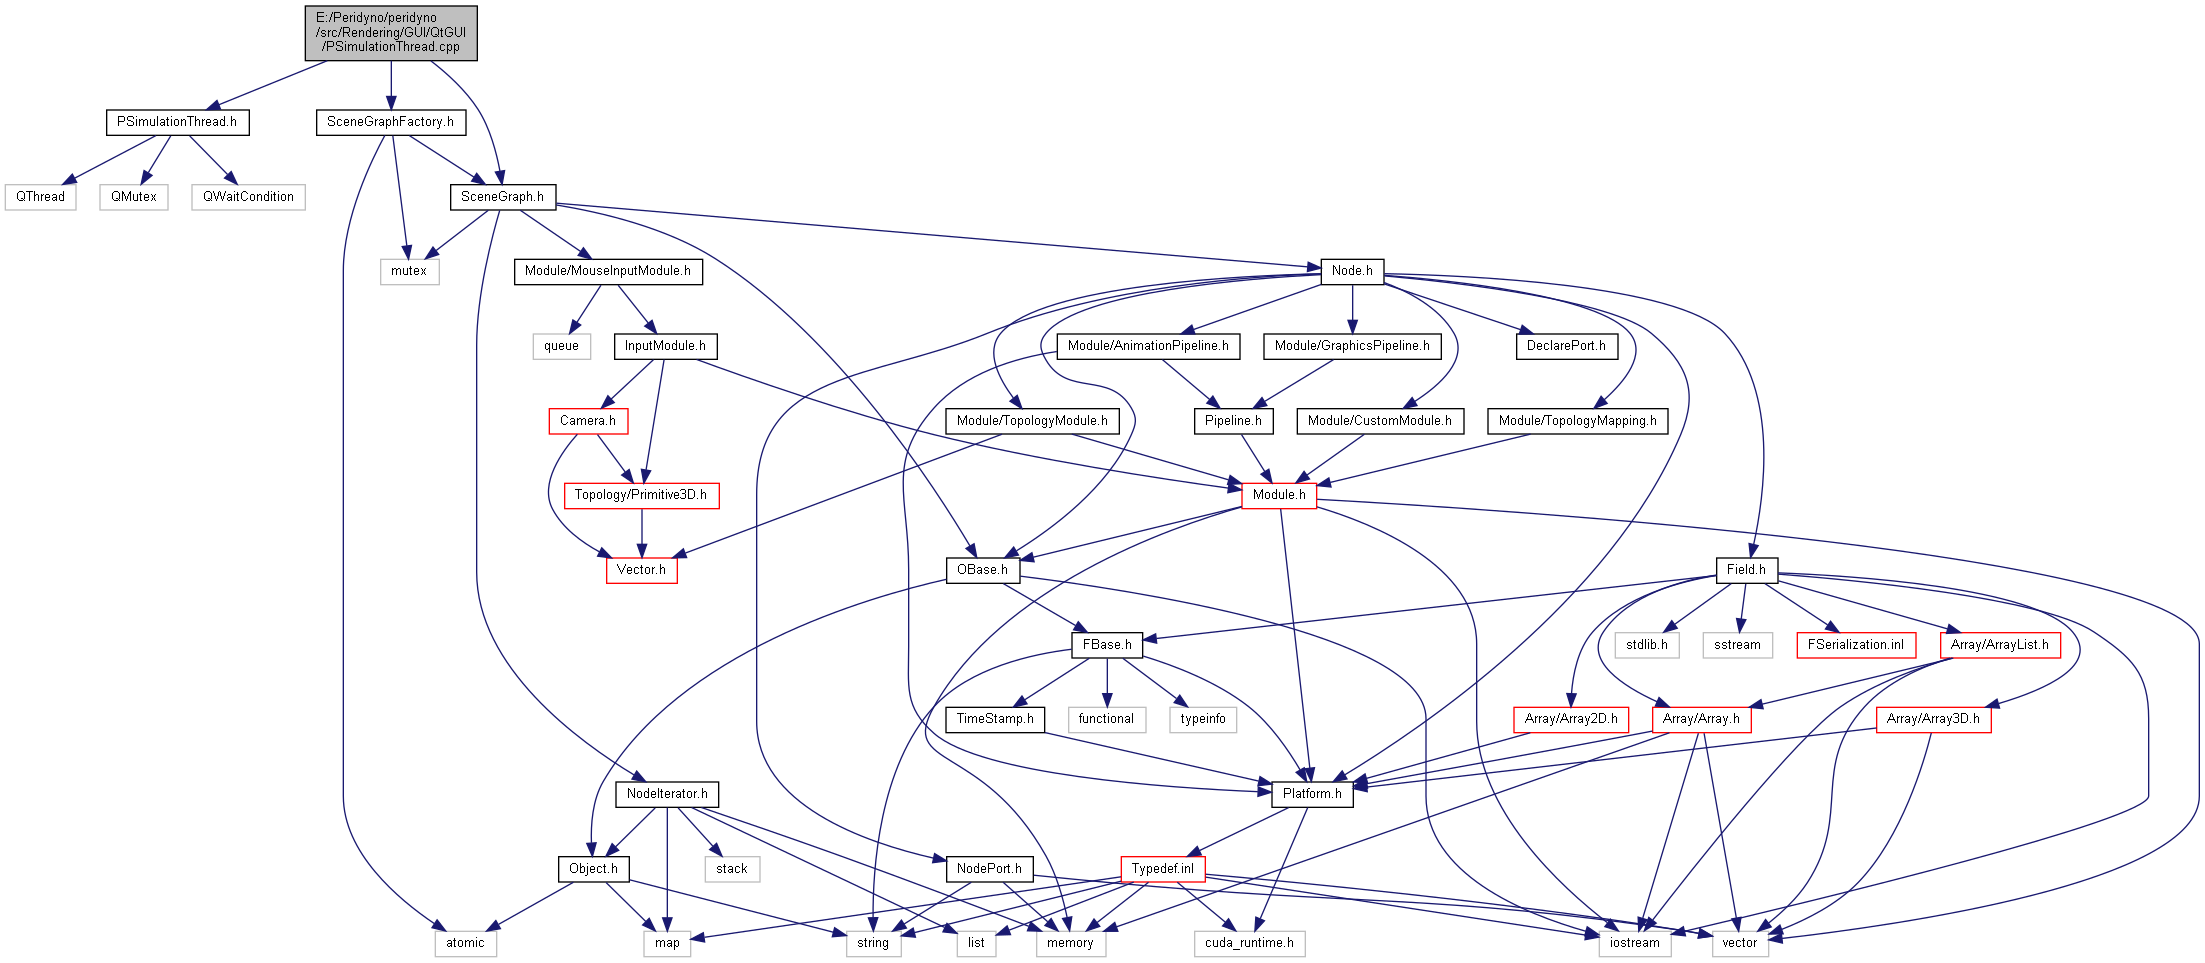 E:/Peridyno/peridyno
/src/Rendering/GUI/QtGUI
/PSimulationThread.cpp
PSimulationThread.h
SceneGraphFactory.h
QThread
QMutex
QWaitCondition
SceneGraph.h
mutex
Module/MouseInputModule.h
Node.h
queue
InputModule.h
Module/AnimationPipeline.h
Module/GraphicsPipeline.h
DeclarePort.h
Camera.h
Module/TopologyModule.h
Pipeline.h
Module/CustomModule.h
Module/TopologyMapping.h
Topology/Primitive3D.h
Module.h
Vector.h
OBase.h
Field.h
FBase.h
stdlib.h
sstream
FSerialization.inl
Array/ArrayList.h
TimeStamp.h
functional
typeinfo
Array/Array2D.h
Array/Array.h
Array/Array3D.h
NodeIterator.h
Platform.h
Object.h
stack
NodePort.h
Typedef.inl
atomic
map
string
list
memory
cuda_runtime.h
iostream
vector